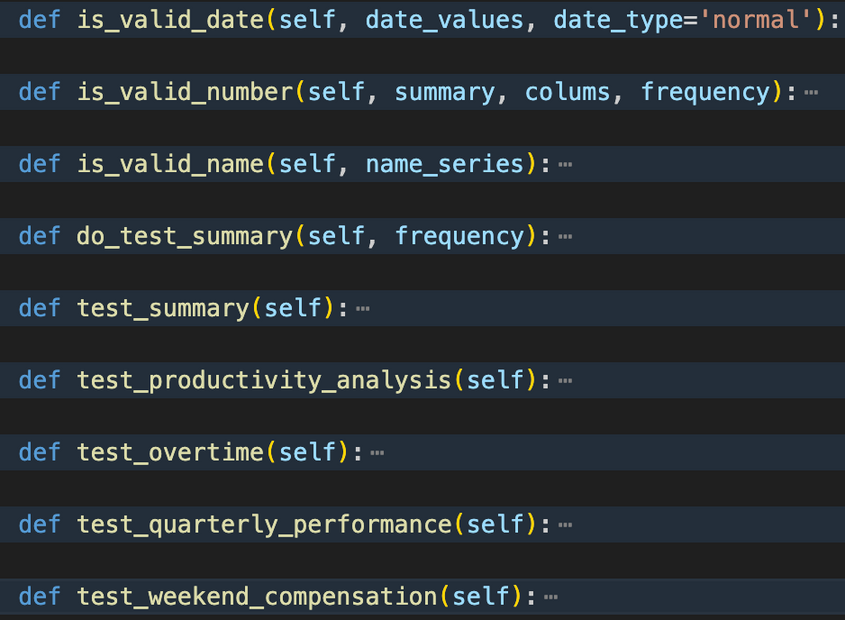 def is_valid_date(self, date_values, date_type='normal'):
def is_valid_number(self, summary, colums, frequency):⋯
def is_valid_name(self, name_series):⋯
def do_test_summary(self, frequency):⋯
def test_summary(self):⋯
def test_productivity_analysis(self):⋯
def test_overtime(self):⋯
def test_quarterly_performance(self):⋯
def test_weekend_compensation(self):⋯